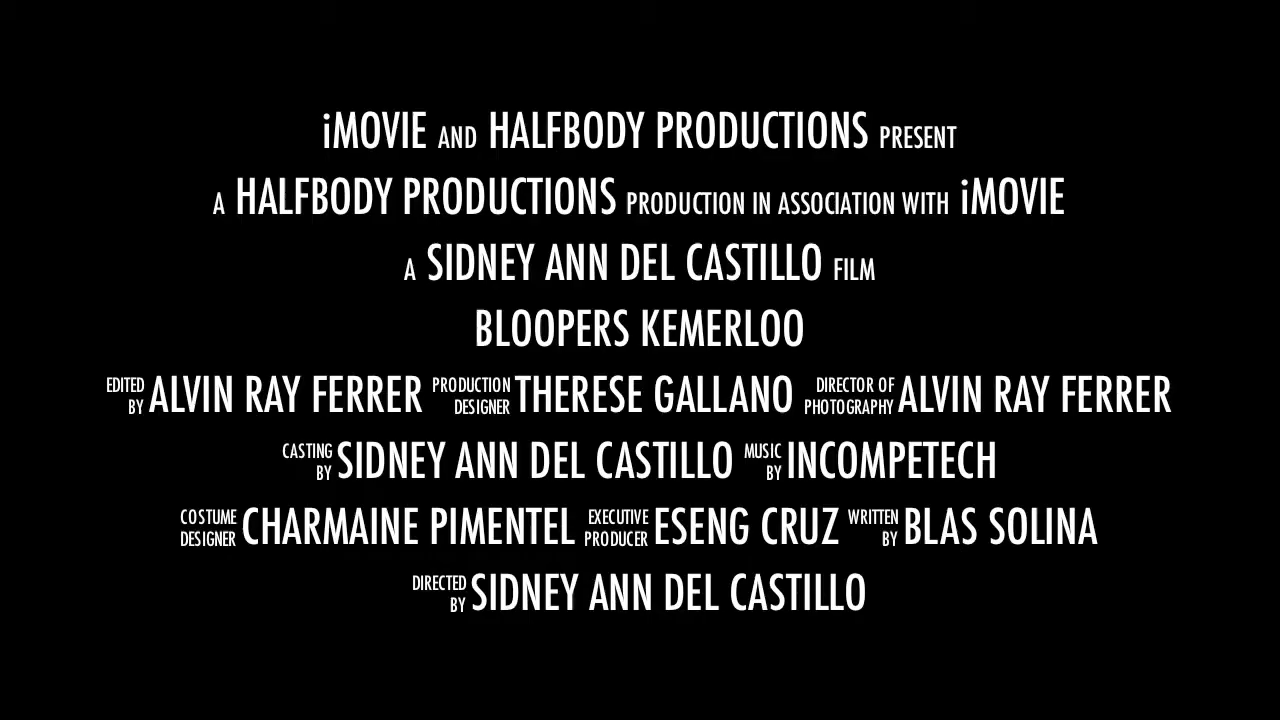 iMOVIE AND HALFBODY PRODUCTIONS PRESENT
A HALFBODY PRODUCTIONS PRODUCTION IN ASSOCIATION WITH iMOVIE
A SIDNEY ANN DEL CASTILLO FILM
BLOOPERS KEMERLOO
EDITED BY ALVIN RAY FERRER PRODUCTION DESIGNER THERESE GALLANO DIRECTOR OF PHOTOGRAPHY ALVIN RAY FERRER
CASTING BY SIDNEY ANN DEL CASTILLO MUSIC BY INCOMPETECH
COSTUME DESIGNER CHARMAINE PIMENTEL EXECUTIVE PRODUCER ESENG CRUZ WRITTEN BY BLAS SOLINA
DIRECTED BY SIDNEY ANN DEL CASTILLO